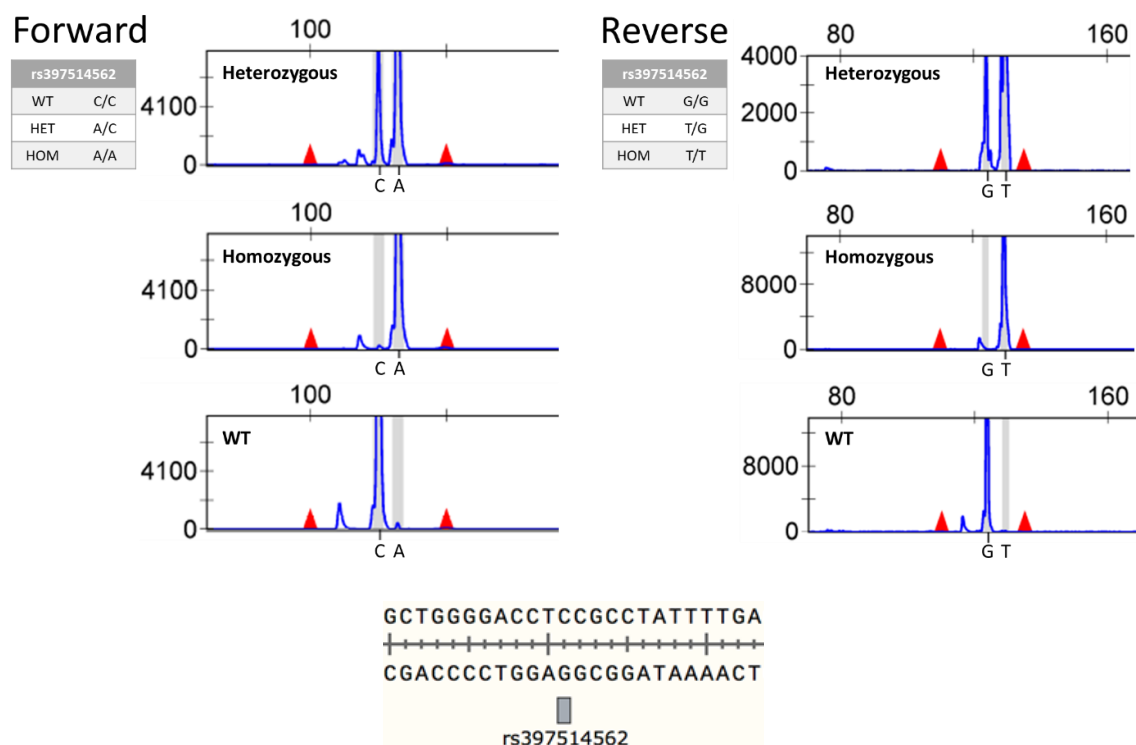 Forward
rs397514562
WT C/C
HET A/C
HOM A/A
100
Heterozygous
4100
0
C A
100
Homozygous
4100
0
C A
100
WT
4100
0
C A
Reverse
rs397514562
WT G/G
HET T/G
HOM T/T
80 160
4000
Heterozygous
2000
0
G T
80 160
Homozygous
8000
0
G T
80 160
WT
8000
0
G T
GCTGGGGACCTCCGCCTATTTTGA
CGACCCCTGGAGGCGGATAAAACT
rs397514562